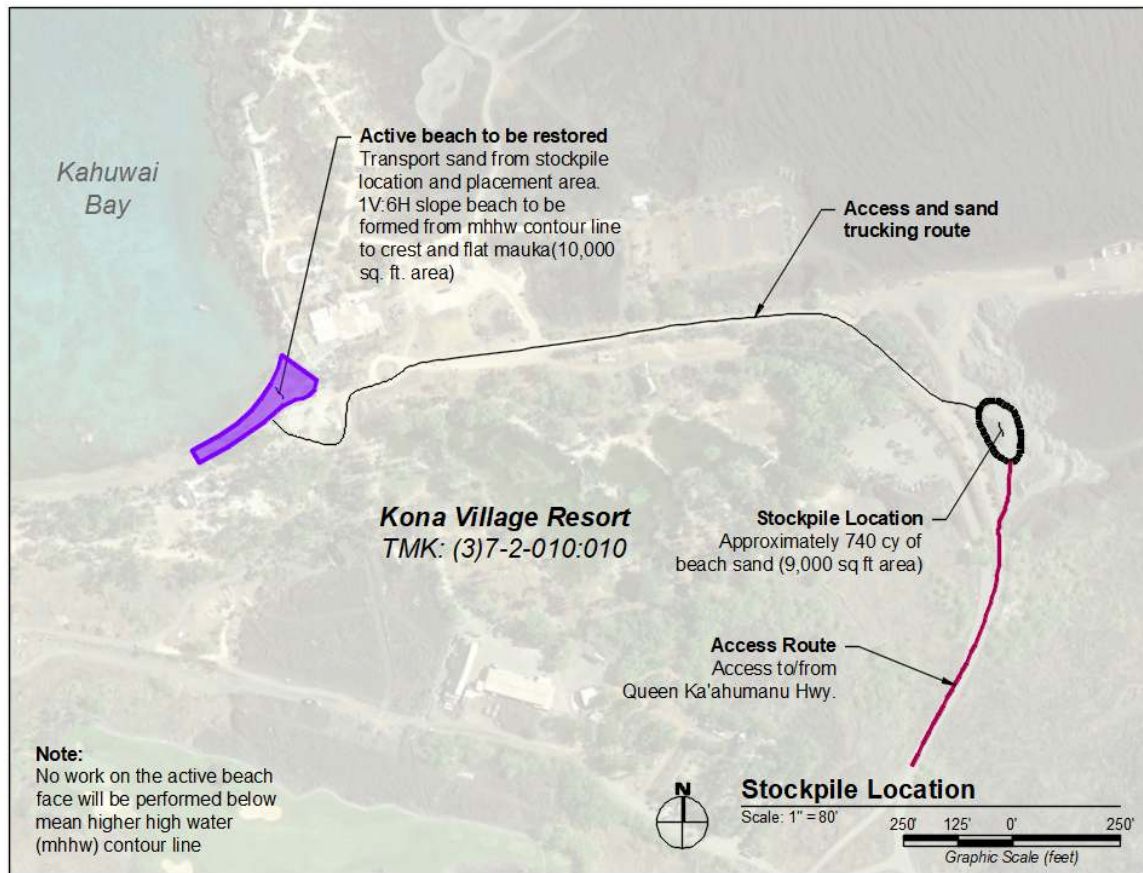 Kahuwai
Bay
Active beach to be restored
Transport sand from stockpile
location and placement area.
1V:6H slope beach to be
formed from mhhw contour line
to crest and flat mauka(10,000
sq. ft. area)
Access and sand
trucking route
Kona Village Resort
TMK: (3)7-2-010:010
Stockpile Location
Approximately 740 cy of
beach sand (9,000 sq ft area)
Access Route
Access to/from
Queen Ka'ahumanu Hwy.
Note:
No work on the active beach
face will be performed below
mean higher high water
(mhhw) contour line
N
Stockpile Location
Scale: 1" = 80'
250' 125' 0' 250'
Graphic Scale (feet)